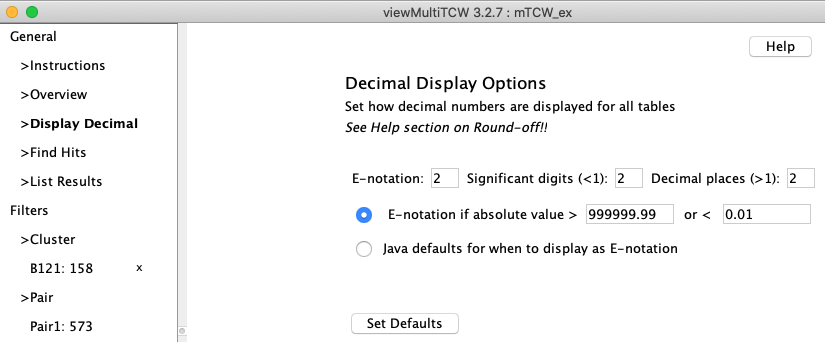 viewMultiTCW 3.2.7 : mTCW_ex
General
>Instructions
>Overview
>Display Decimal
>Find Hits
>List Results
Filters
>Cluster
B121: 158 x
>Pair
Pair1: 573
Help
Decimal Display Options
Set how decimal numbers are displayed for all tables
See Help section on Round-off!!
E-notation: 2 Significant digits (<1): 2 Decimal places (>1): 2
E-notation if absolute value > 999999.99 or < 0.01
Java defaults for when to display as E-notation
Set Defaults